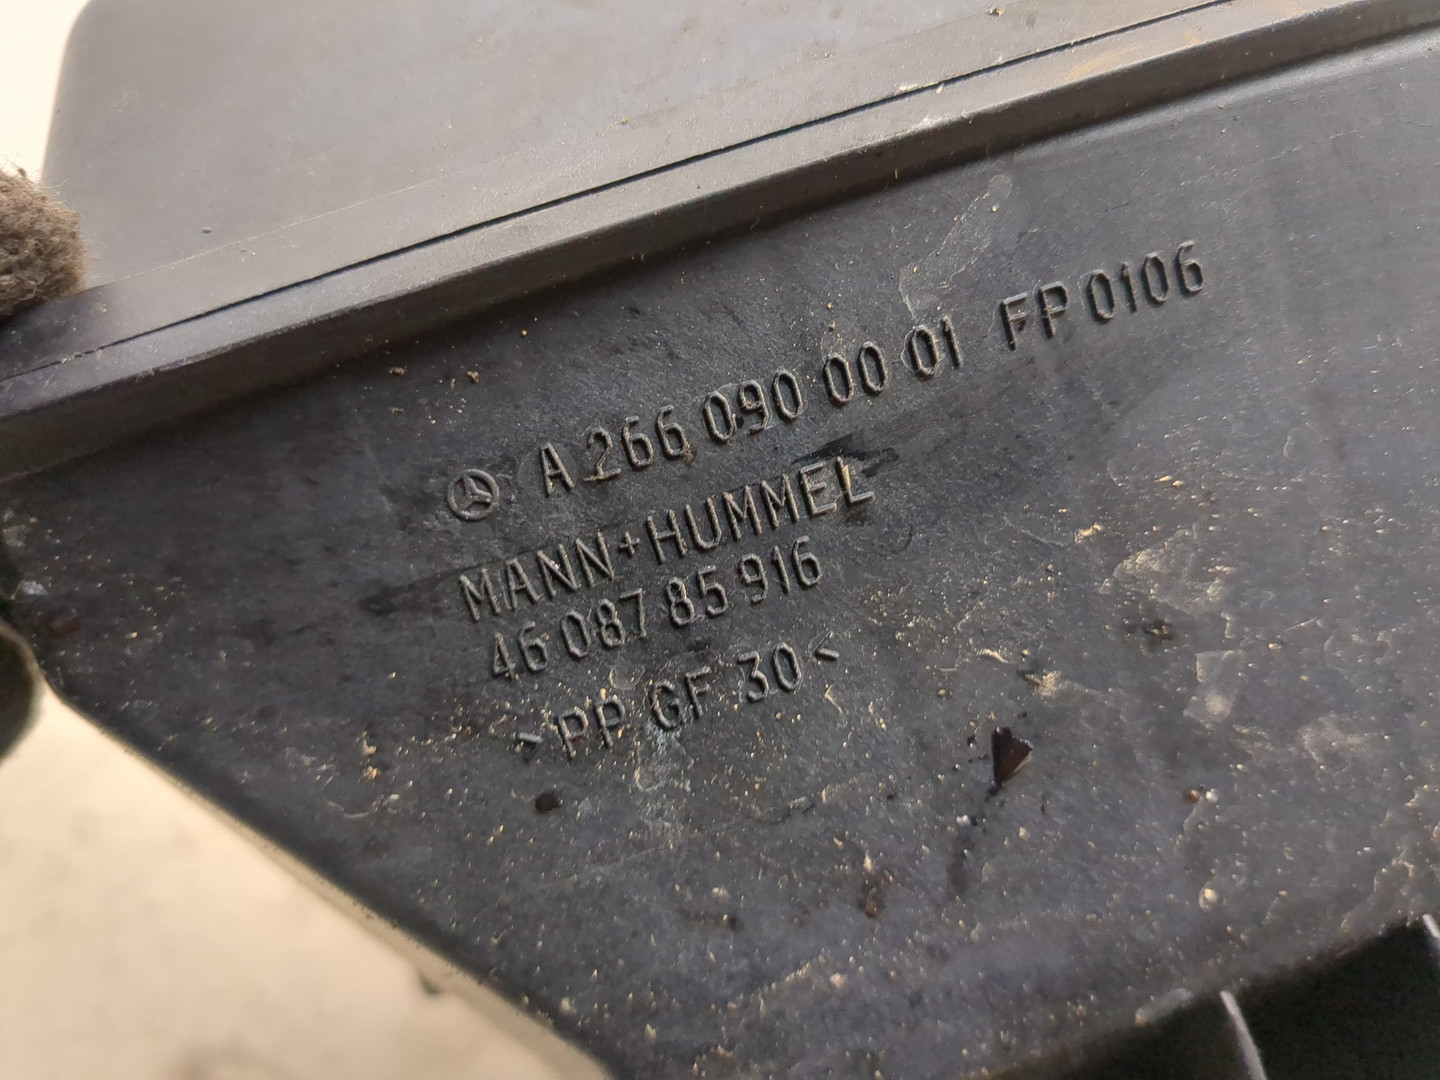 A 266 090 00 01 FP 0106
MANN+HUMMEL
46 087 85 916
>PP GF 30<